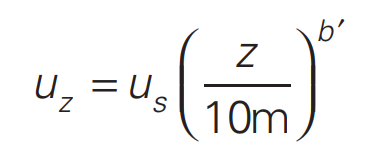 u_z = u_s (z / 10m)^b′